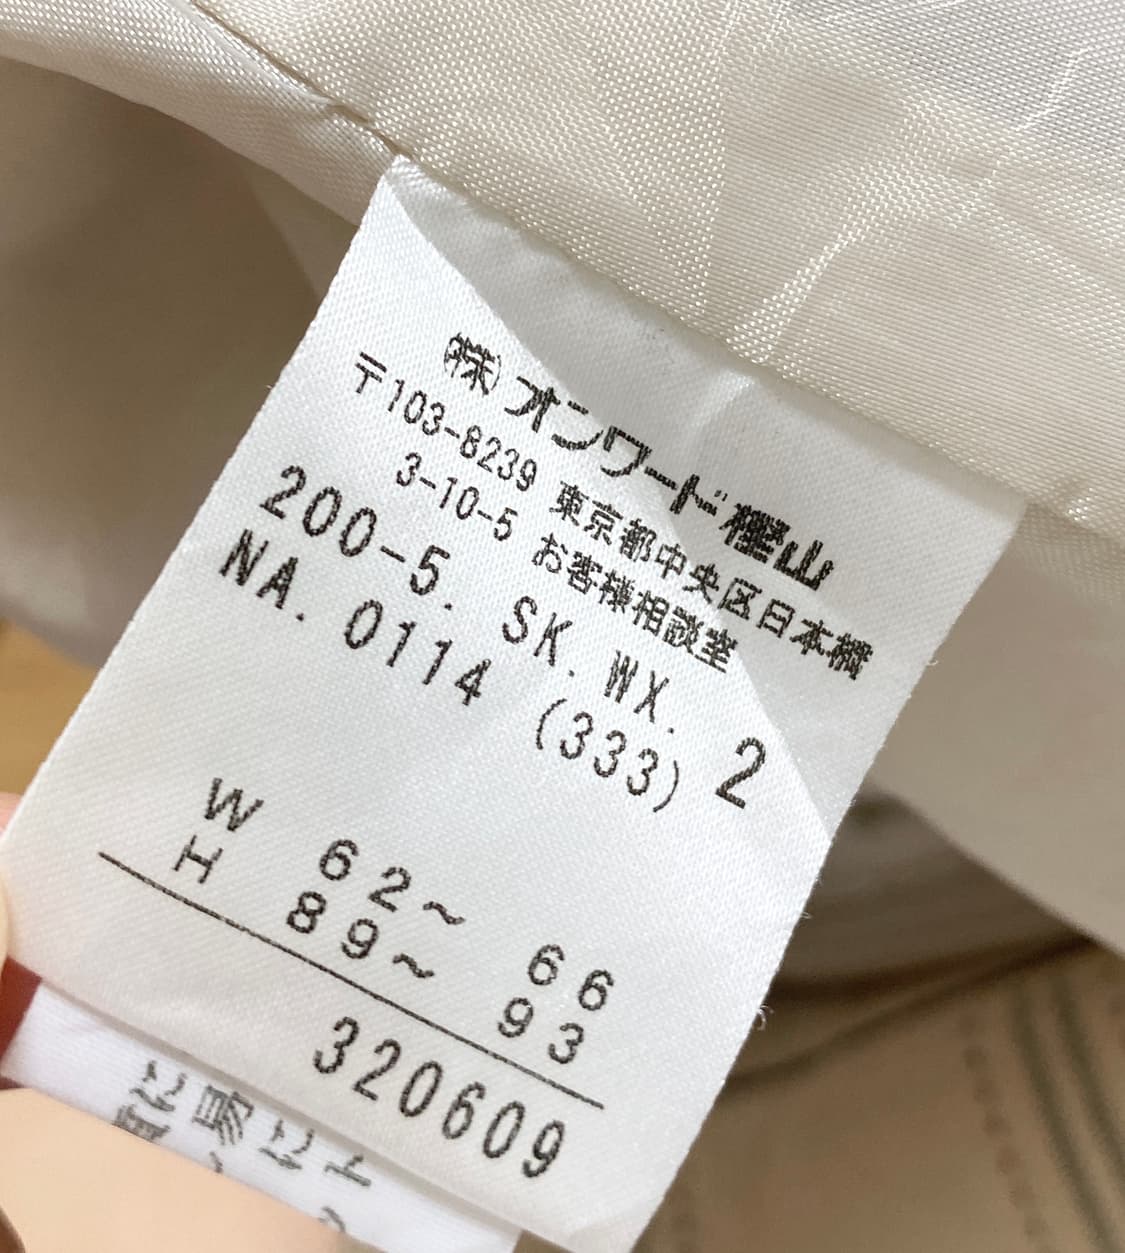 ㈱オンワード樫山
〒103-8239 東京都中央区日本橋
3-10-5 お客様相談室
200-5. SK. WX. 2
NA. 0114 (333)
W 62～ 66
H 89～ 93
320609